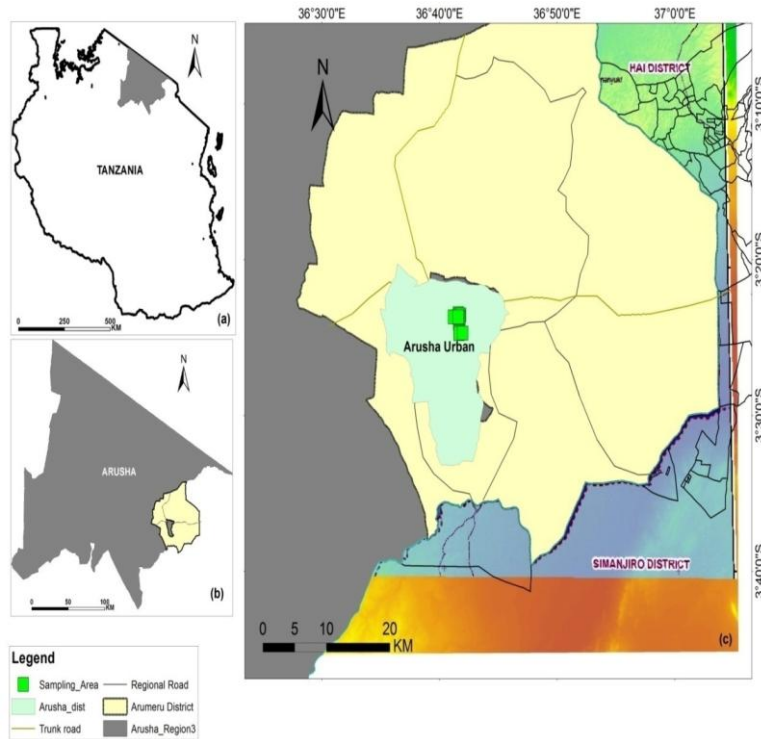 36°30'0"E 36°40'0"E 36°50'0"E 37°0'0"E
N
TANZANIA
0 250 500
KM
(a)
N
ARUSHA
0 50 100
KM
(b)
N
HAI DISTRICT
3°10'0"S
3°20'0"S
Arusha Urban
3°30'0"S
SIMANJIRO DISTRICT
3°40'0"S
0 5 10 20
KM
(c)
Legend
Sampling_Area Regional Road
Arusha_dist Arumeru District
Trunk road Arusha_Region3